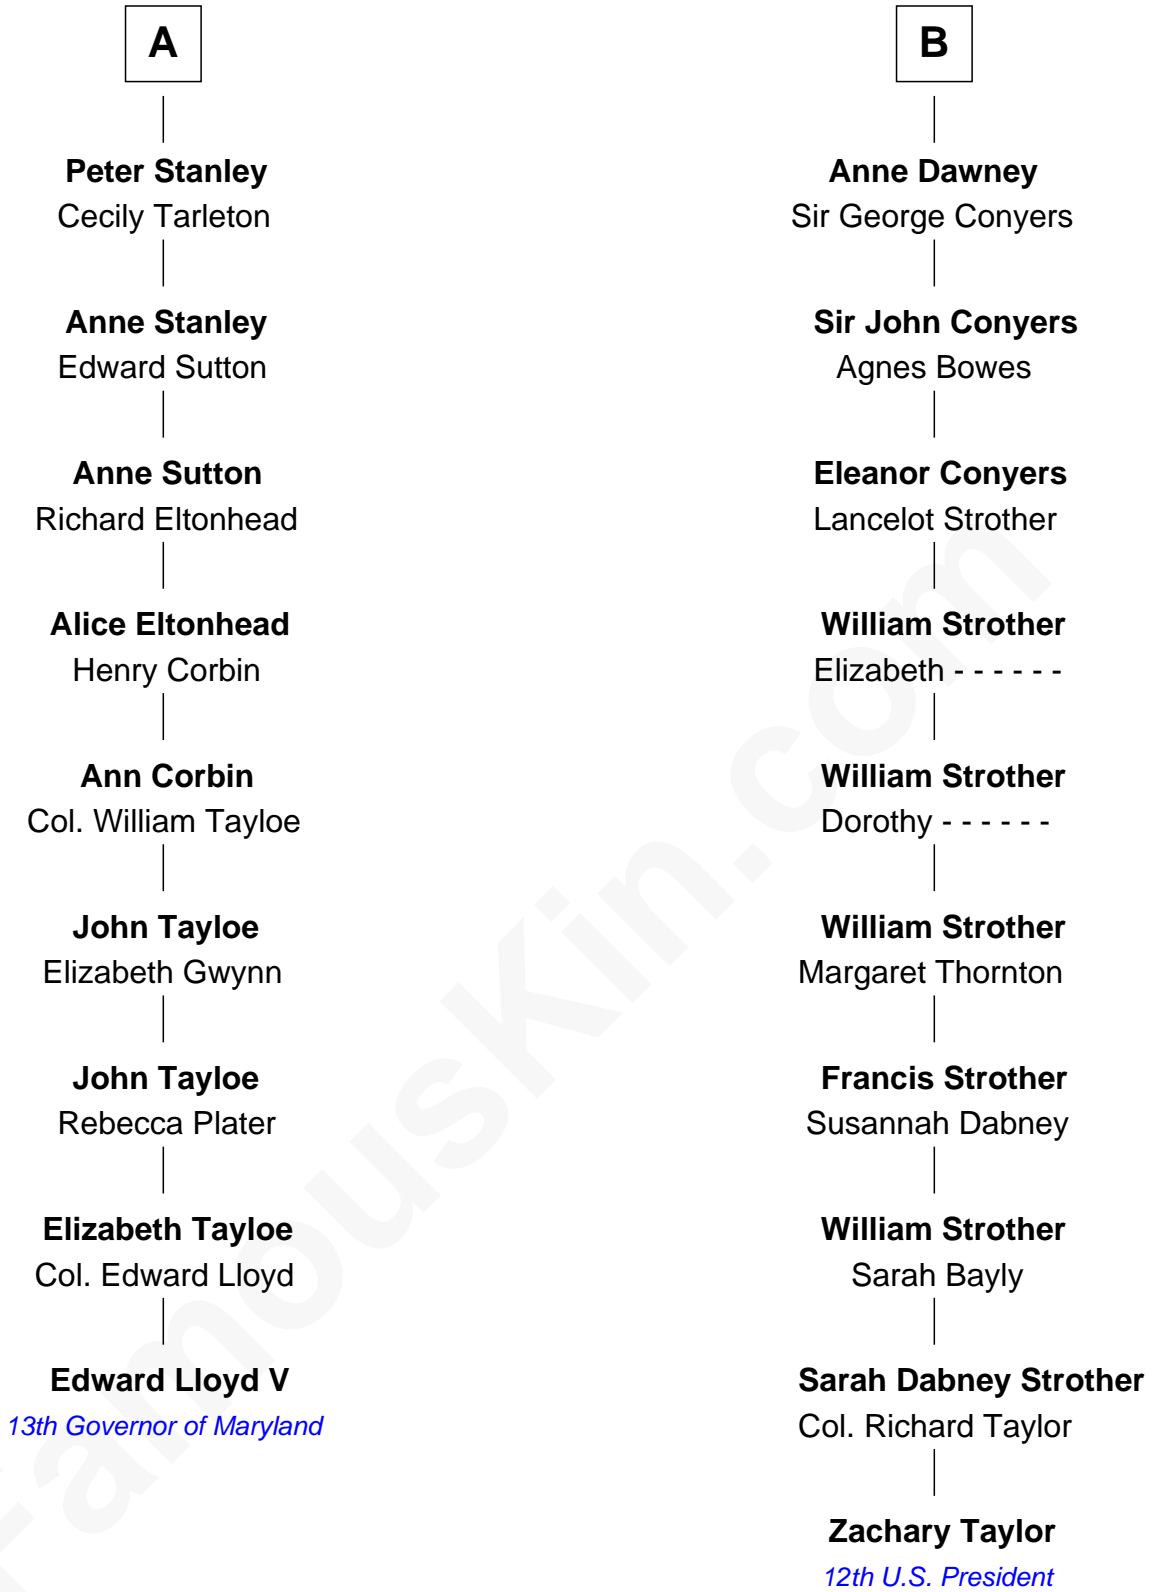 A
Peter Stanley
Cecily Tarleton
Anne Stanley
Edward Sutton
Anne Sutton
Richard Eltonhead
Alice Eltonhead
Henry Corbin
Ann Corbin
Col. William Tayloe
John Tayloe
Elizabeth Gwynn
John Tayloe
Rebecca Plater
Elizabeth Tayloe
Col. Edward Lloyd
Edward Lloyd V
13th Governor of Maryland
B
Anne Dawney
Sir George Conyers
Sir John Conyers
Agnes Bowes
Eleanor Conyers
Lancelot Strother
William Strother
Elizabeth - - - - - -
William Strother
Dorothy - - - - - -
William Strother
Margaret Thornton
Francis Strother
Susannah Dabney
William Strother
Sarah Bayly
Sarah Dabney Strother
Col. Richard Taylor
Zachary Taylor
12th U.S. President
FamousKin.com